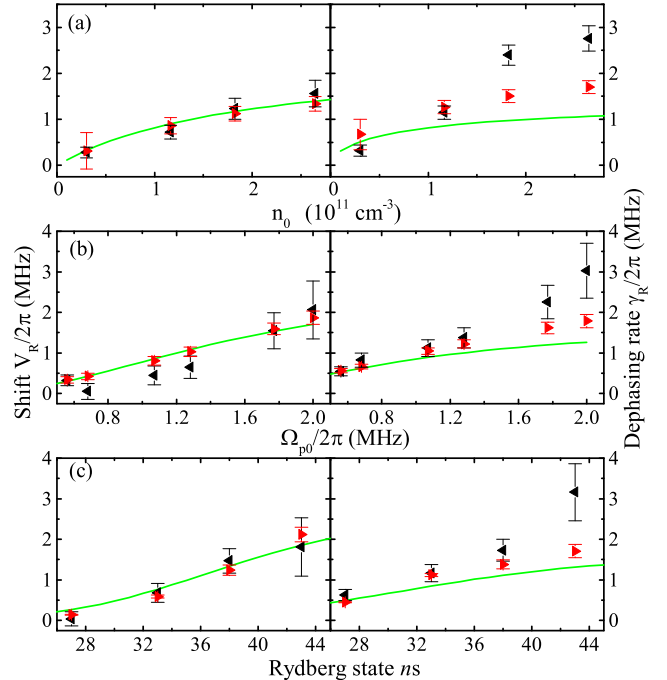 (a)
3
2
1
0
0 1 2 0 1 2
n0 (10^11 cm^-3)
(b)
4
3
2
1
0
4
3
2
1
0
0.8 1.2 1.6 2.0 0.8 1.2 1.6 2.0
Ωp0/2π (MHz)
Shift VR/2π (MHz)
Dephasing rate γR/2π (MHz)
(c)
4
3
2
1
0
4
3
2
1
0
28 32 36 40 44 28 32 36 40 44
Rydberg state ns